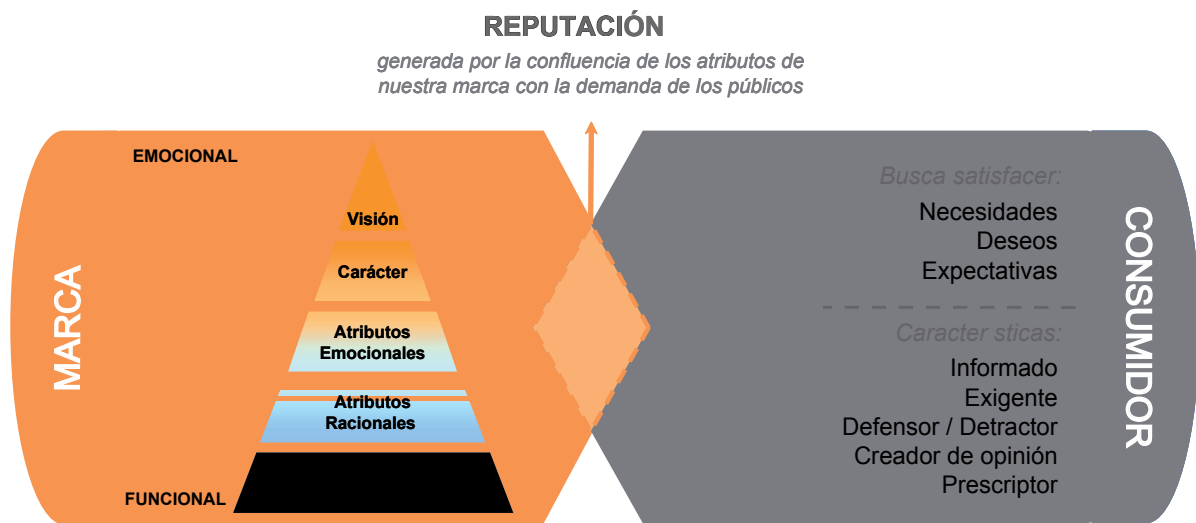 REPUTACIÓN
generada por la confluencia de los atributos de
nuestra marca con la demanda de los públicos
EMOCIONAL
Visión
Carácter
Atributos
Emocionales
Atributos
Racionales
FUNCIONAL
MARCA
Busca satisfacer:
Necesidades
Deseos
Expectativas
Caracter sticas:
Informado
Exigente
Defensor / Detractor
Creador de opinión
Prescriptor
CONSUMIDOR